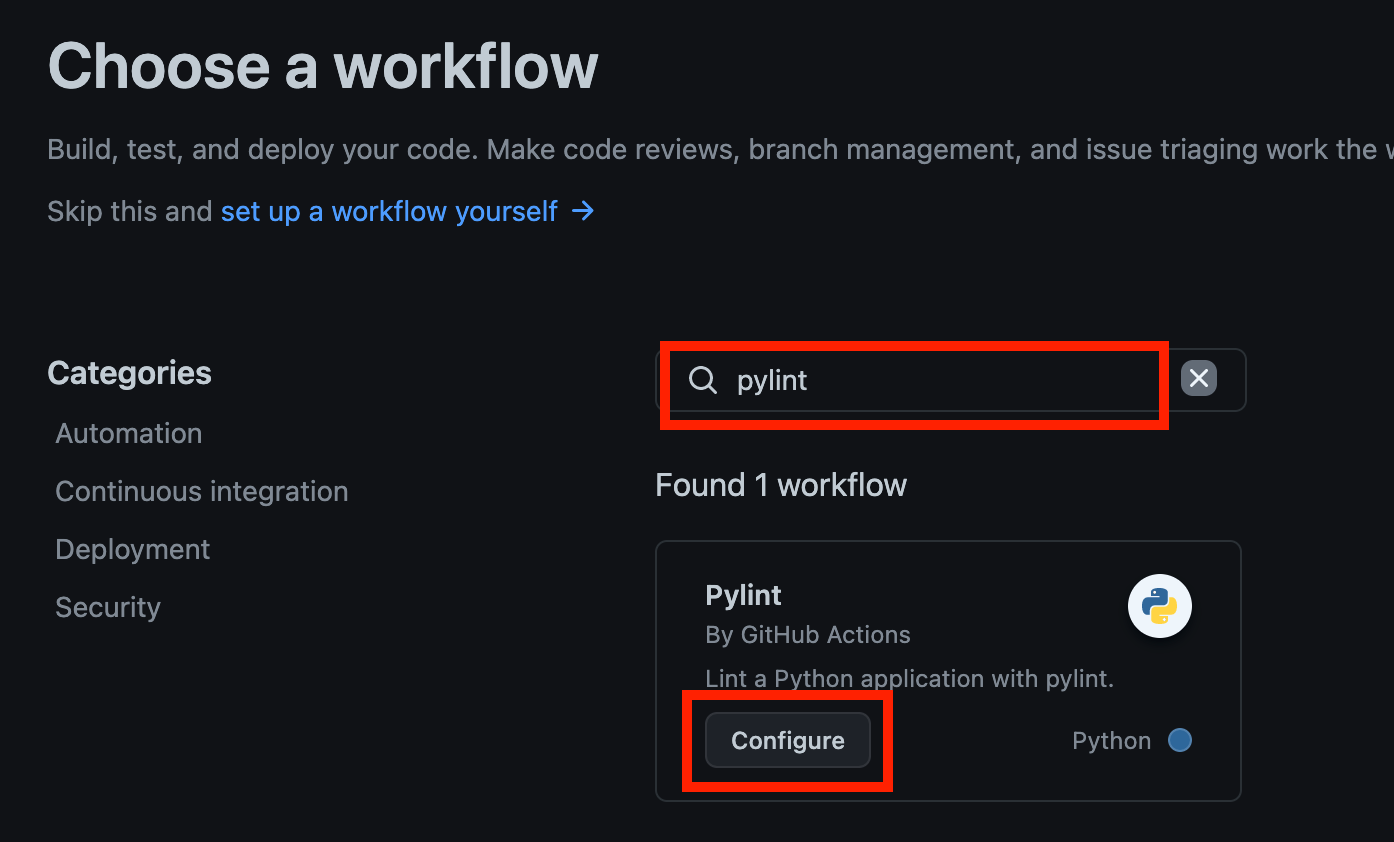 Choose a workflow
Build, test, and deploy your code. Make code reviews, branch management, and issue triaging work the
Skip this and set up a workflow yourself →
Categories
Automation
Continuous integration
Deployment
Security
pylint
Found 1 workflow
Pylint
By GitHub Actions
Lint a Python application with pylint.
Configure
Python